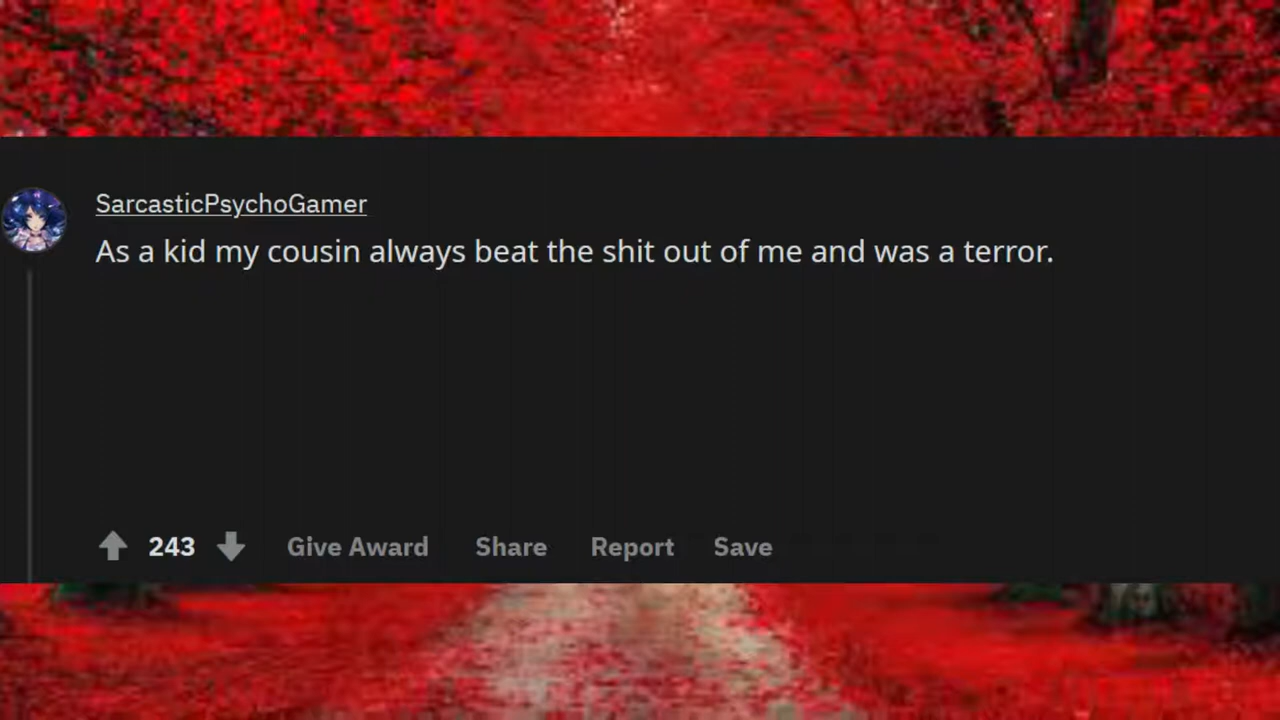 SarcasticPsychoGamer
As a kid my cousin always beat the shit out of me and was a terror.
243 Give Award Share Report Save